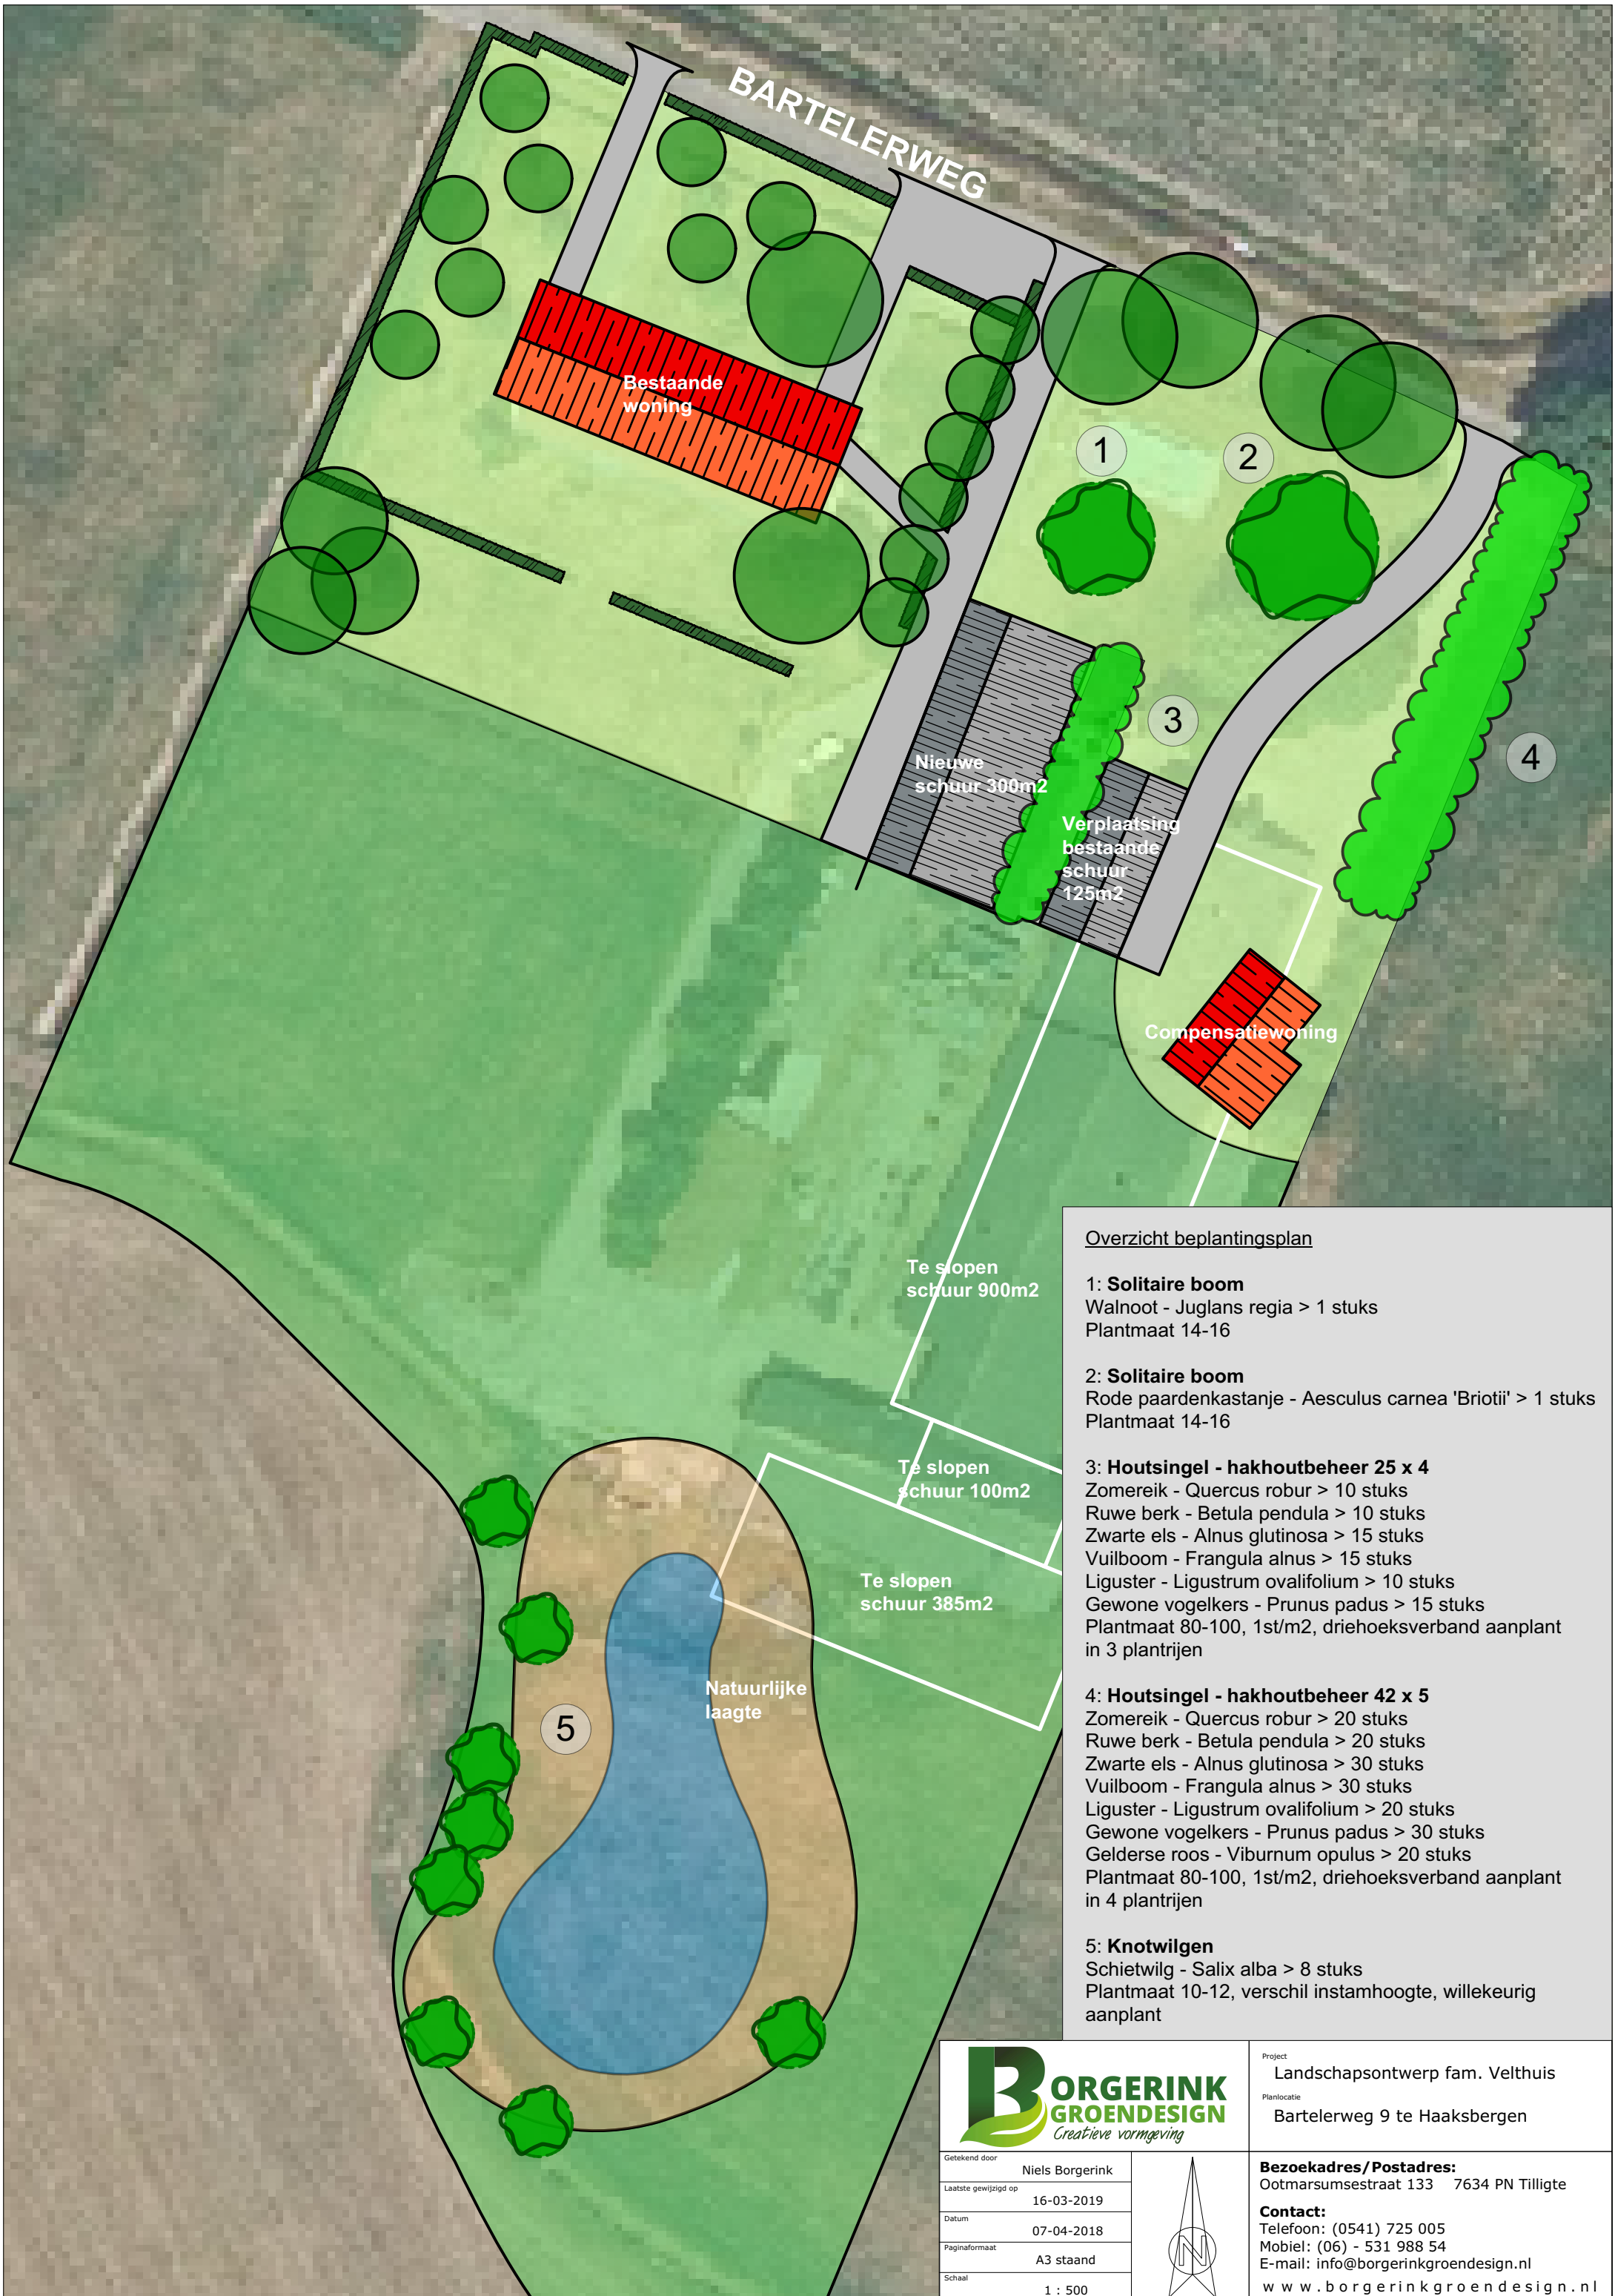 BARTELERWEG
Bestaande
woning
1
2
3
4
Nieuwe
schuur 300m2
Verplaatsing
bestaande
schuur
125m2
Compensatiewoning
Te slopen
schuur 900m2
Te slopen
schuur 100m2
Te slopen
schuur 385m2
Natuurlijke
laagte
5
Overzicht beplantingsplan
1: Solitaire boom
Walnoot - Juglans regia > 1 stuks
Plantmaat 14-16
2: Solitaire boom
Rode paardenkastanje - Aesculus carnea 'Briotii' > 1 stuks
Plantmaat 14-16
3: Houtsingel - hakhoutbeheer 25 x 4
Zomereik - Quercus robur > 10 stuks
Ruwe berk - Betula pendula > 10 stuks
Zwarte els - Alnus glutinosa > 15 stuks
Vuilboom - Frangula alnus > 15 stuks
Liguster - Ligustrum ovalifolium > 10 stuks
Gewone vogelkers - Prunus padus > 15 stuks
Plantmaat 80-100, 1st/m2, driehoeksverband aanplant
in 3 plantrijen
4: Houtsingel - hakhoutbeheer 42 x 5
Zomereik - Quercus robur > 20 stuks
Ruwe berk - Betula pendula > 20 stuks
Zwarte els - Alnus glutinosa > 30 stuks
Vuilboom - Frangula alnus > 30 stuks
Liguster - Ligustrum ovalifolium > 20 stuks
Gewone vogelkers - Prunus padus > 30 stuks
Gelderse roos - Viburnum opulus > 20 stuks
Plantmaat 80-100, 1st/m2, driehoeksverband aanplant
in 4 plantrijen
5: Knotwilgen
Schietwilg - Salix alba > 8 stuks
Plantmaat 10-12, verschil instamhoogte, willekeurig
aanplant
BORGERINK
GROENDESIGN
Creatieve vormgeving
Project
Landschapsontwerp fam. Velthuis
Planlocatie
Bartelerweg 9 te Haaksbergen
Getekend door
Niels Borgerink
Laatste gewijzigd op
16-03-2019
Datum
07-04-2018
Paginaformaat
A3 staand
Schaal
1 : 500
N
Bezoekadres/Postadres:
Ootmarsumsestraat 133 7634 PN Tilligte
Contact:
Telefoon: (0541) 725 005
Mobiel: (06) - 531 988 54
E-mail: info@borgerinkgroendesign.nl
www.borgerinkgroendesign.nl